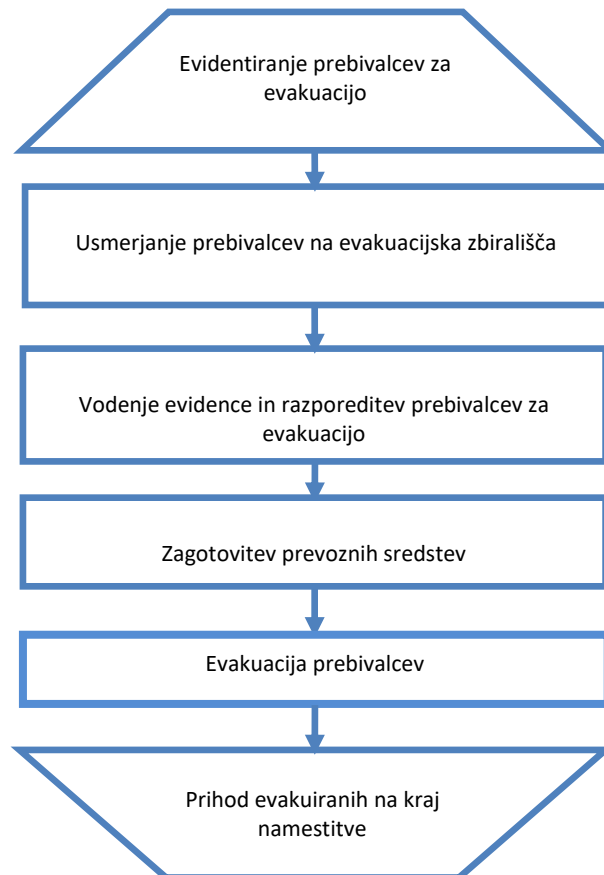 Evidentiranje prebivalcev za
evakuacijo
Usmerjanje prebivalcev na evakuacijska zbirališča
Vodenje evidence in razporeditev prebivalcev za
evakuacijo
Zagotovitev prevoznih sredstev
Evakuacija prebivalcev
Prihod evakuiranih na kraj
namestitve